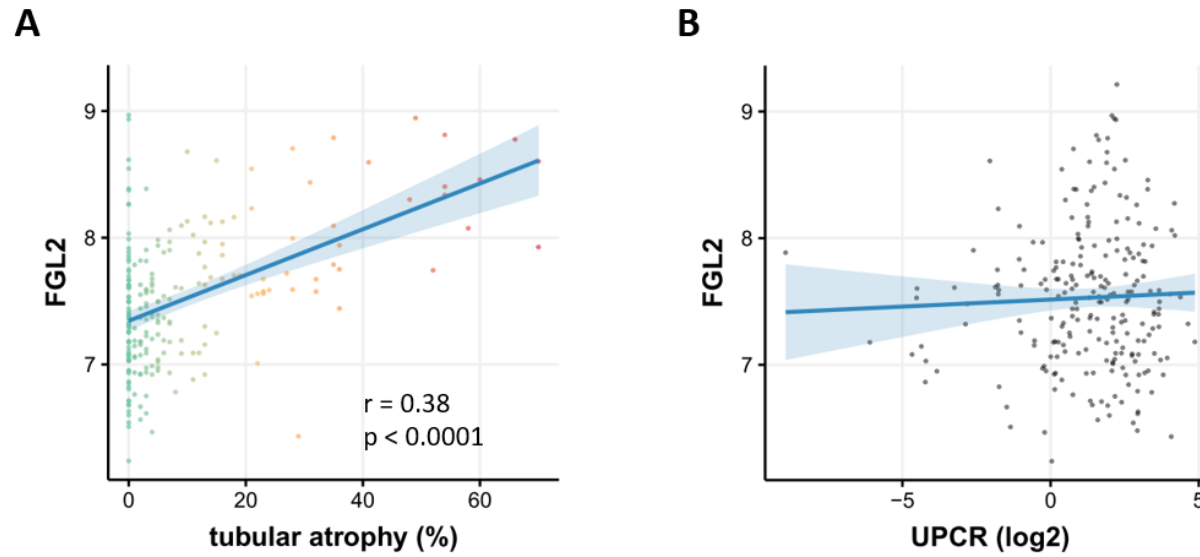 A
FGL2
9
8
7
r = 0.38
p < 0.0001
0 20 40 60
tubular atrophy (%)
B
FGL2
9
8
7
−5 0 5
UPCR (log2)